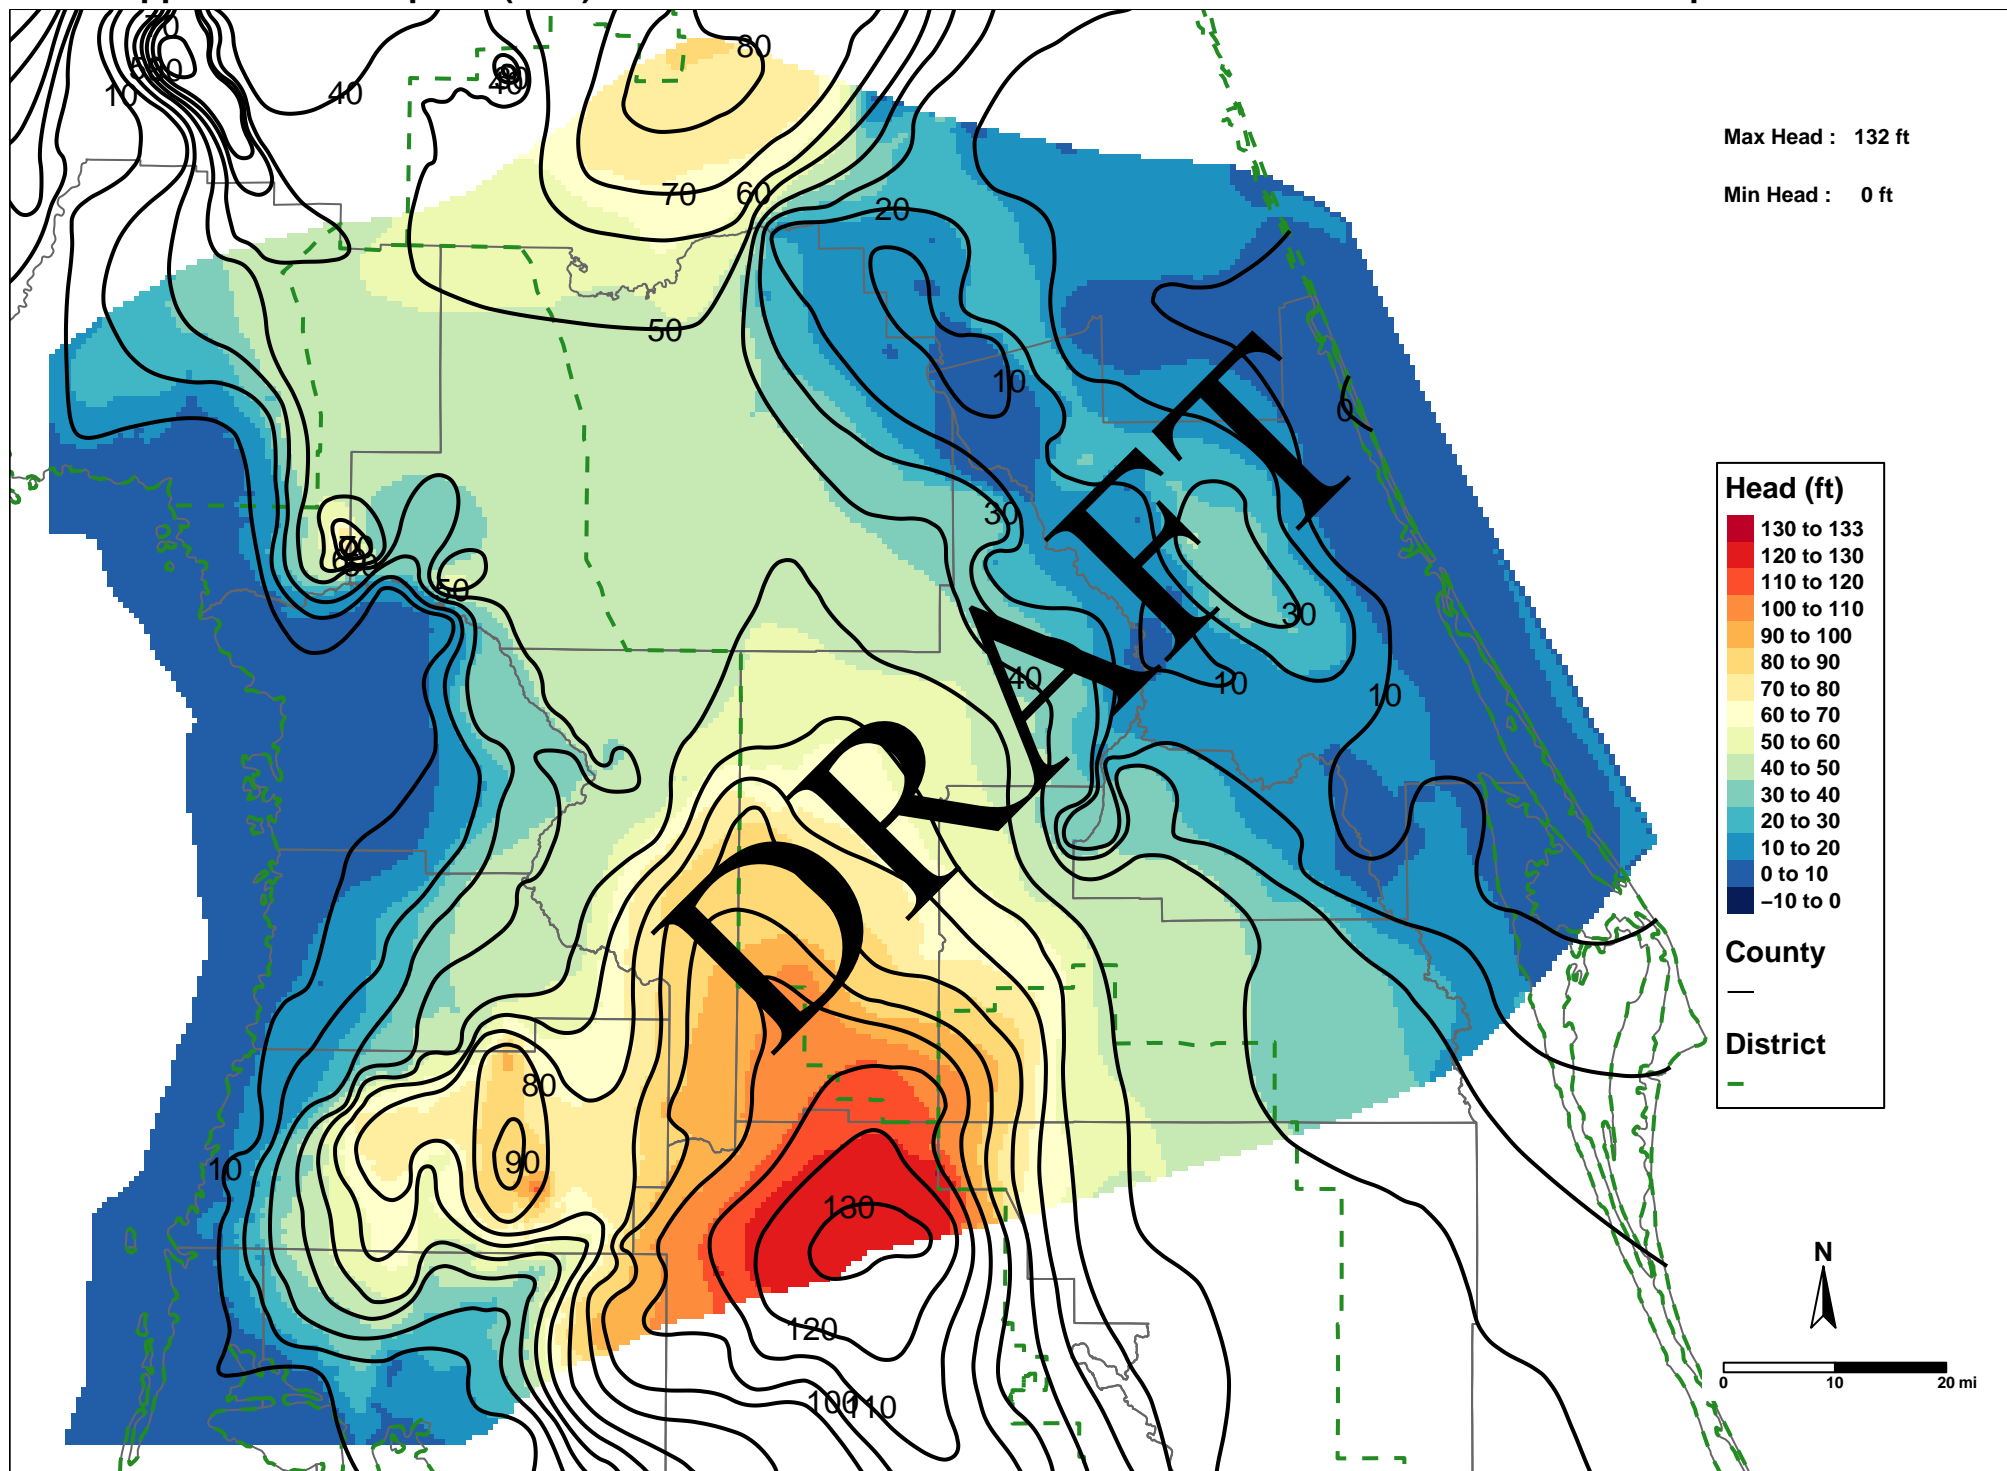 80
70
40
40
10
70
60
20
50
10
0
30
50
30
40
10
10
80
90
10
130
120
100
110
DRAFT
Max Head : 132 ft
Min Head : 0 ft
Head (ft)
130 to 133
120 to 130
110 to 120
100 to 110
90 to 100
80 to 90
70 to 80
60 to 70
50 to 60
40 to 50
30 to 40
20 to 30
10 to 20
0 to 10
–10 to 0
County
District
N
0 10 20 mi